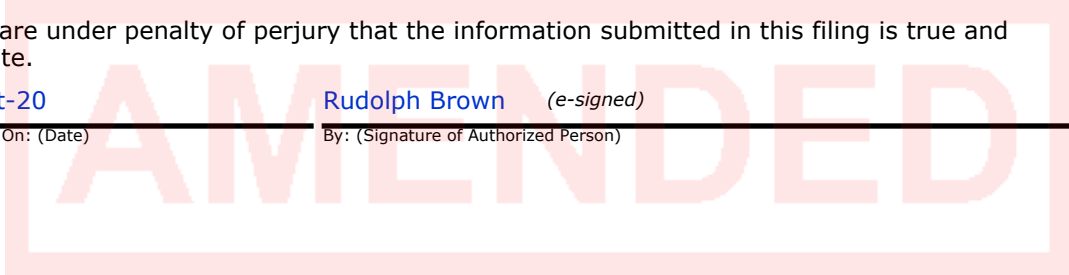 are under penalty of perjury that the information submitted in this filing is true and
te.
t-20 Rudolph Brown (e-signed)
On: (Date) By: (Signature of Authorized Person)
AMENDED